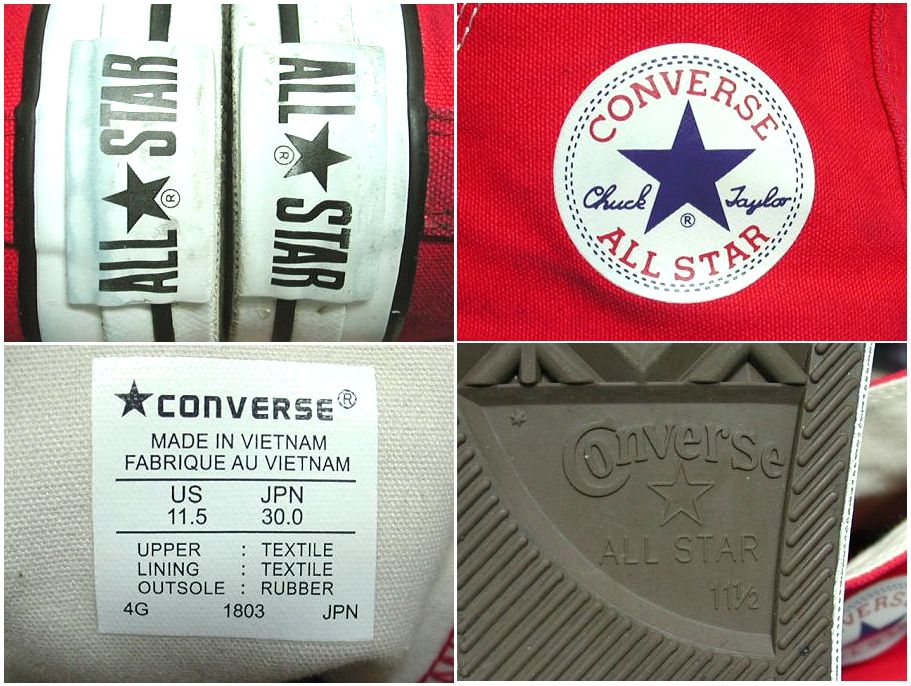 ALL★STAR
®
ALL★STAR
®
CONVERSE
Chuck Taylor
®
ALL STAR
★CONVERSE®
MADE IN VIETNAM
FABRIQUE AU VIETNAM
US JPN
11.5 30.0
UPPER : TEXTILE
LINING : TEXTILE
OUTSOLE : RUBBER
4G 1803 JPN
Converse
ALL STAR
11½
CONVERSE